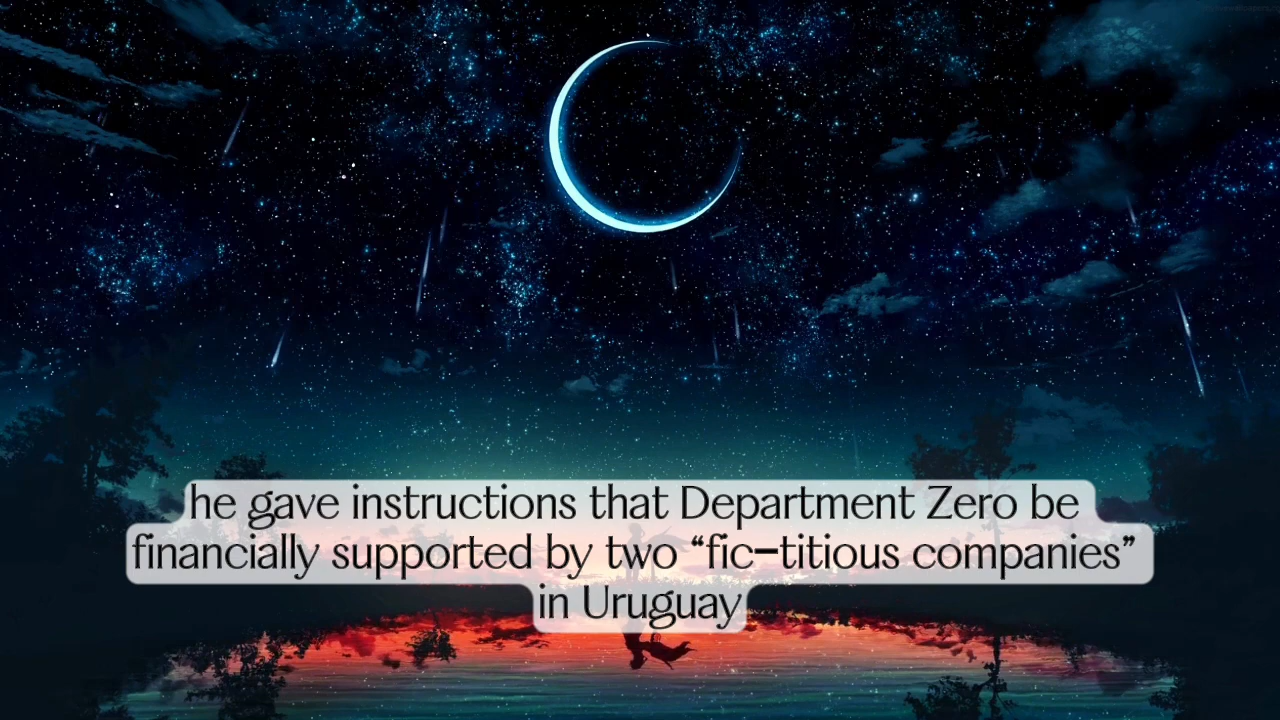 he gave instructions that Department Zero be
financially supported by two “fic–titious companies”
in Uruguay